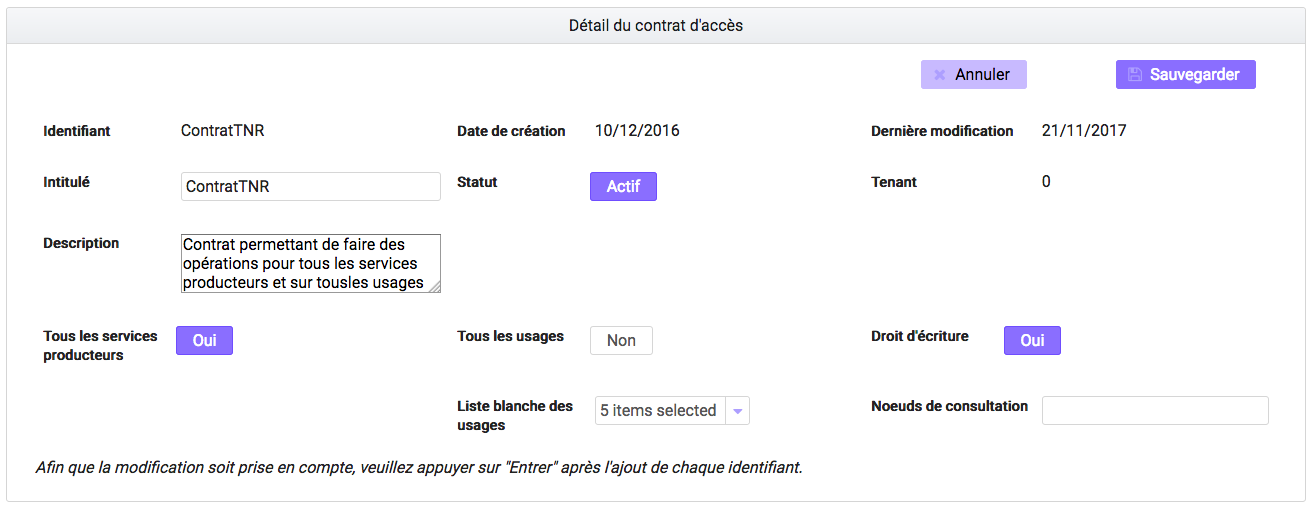 Détail du contrat d'accès
Annuler
Sauvegarder
Identifiant
ContratTNR
Date de création
10/12/2016
Dernière modification
21/11/2017
Intitulé
ContratTNR
Statut
Actif
Tenant
0
Description
Contrat permettant de faire des
opérations pour tous les services
producteurs et sur tousles usages
Tous les services
producteurs
Oui
Tous les usages
Non
Droit d'écriture
Oui
Liste blanche des
usages
5 items selected
Noeuds de consultation
Afin que la modification soit prise en compte, veuillez appuyer sur "Entrer" après l'ajout de chaque identifiant.